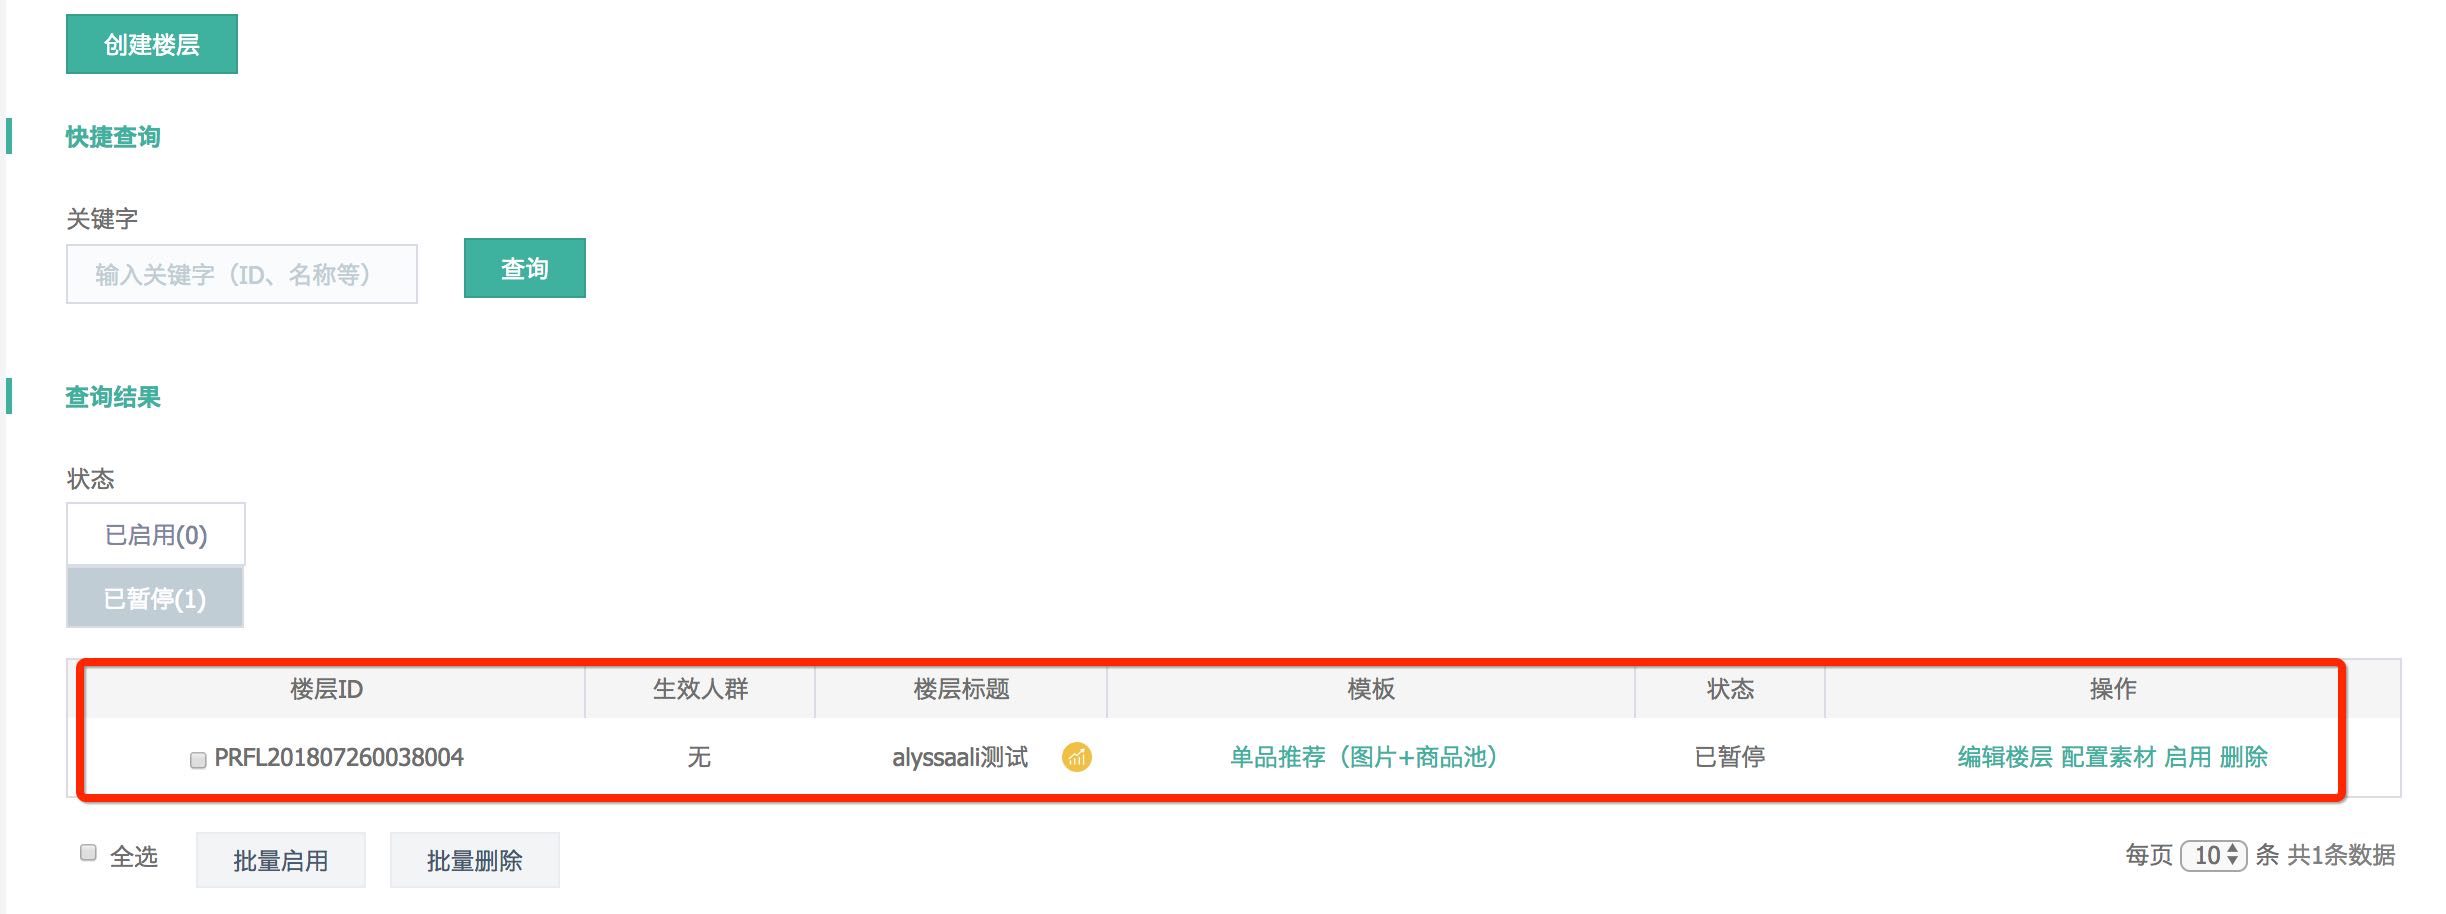 创建楼层
快捷查询
关键字
输入关键字（ID、名称等） 查询
查询结果
状态
已启用(0)
已暂停(1)
楼层ID 生效人群 楼层标题 模板 状态 操作
PRFL201807260038004 无 alyssaali测试 单品推荐（图片+商品池） 已暂停 编辑楼层 配置素材 启用 删除
全选 批量启用 批量删除 每页 10 条 共1条数据